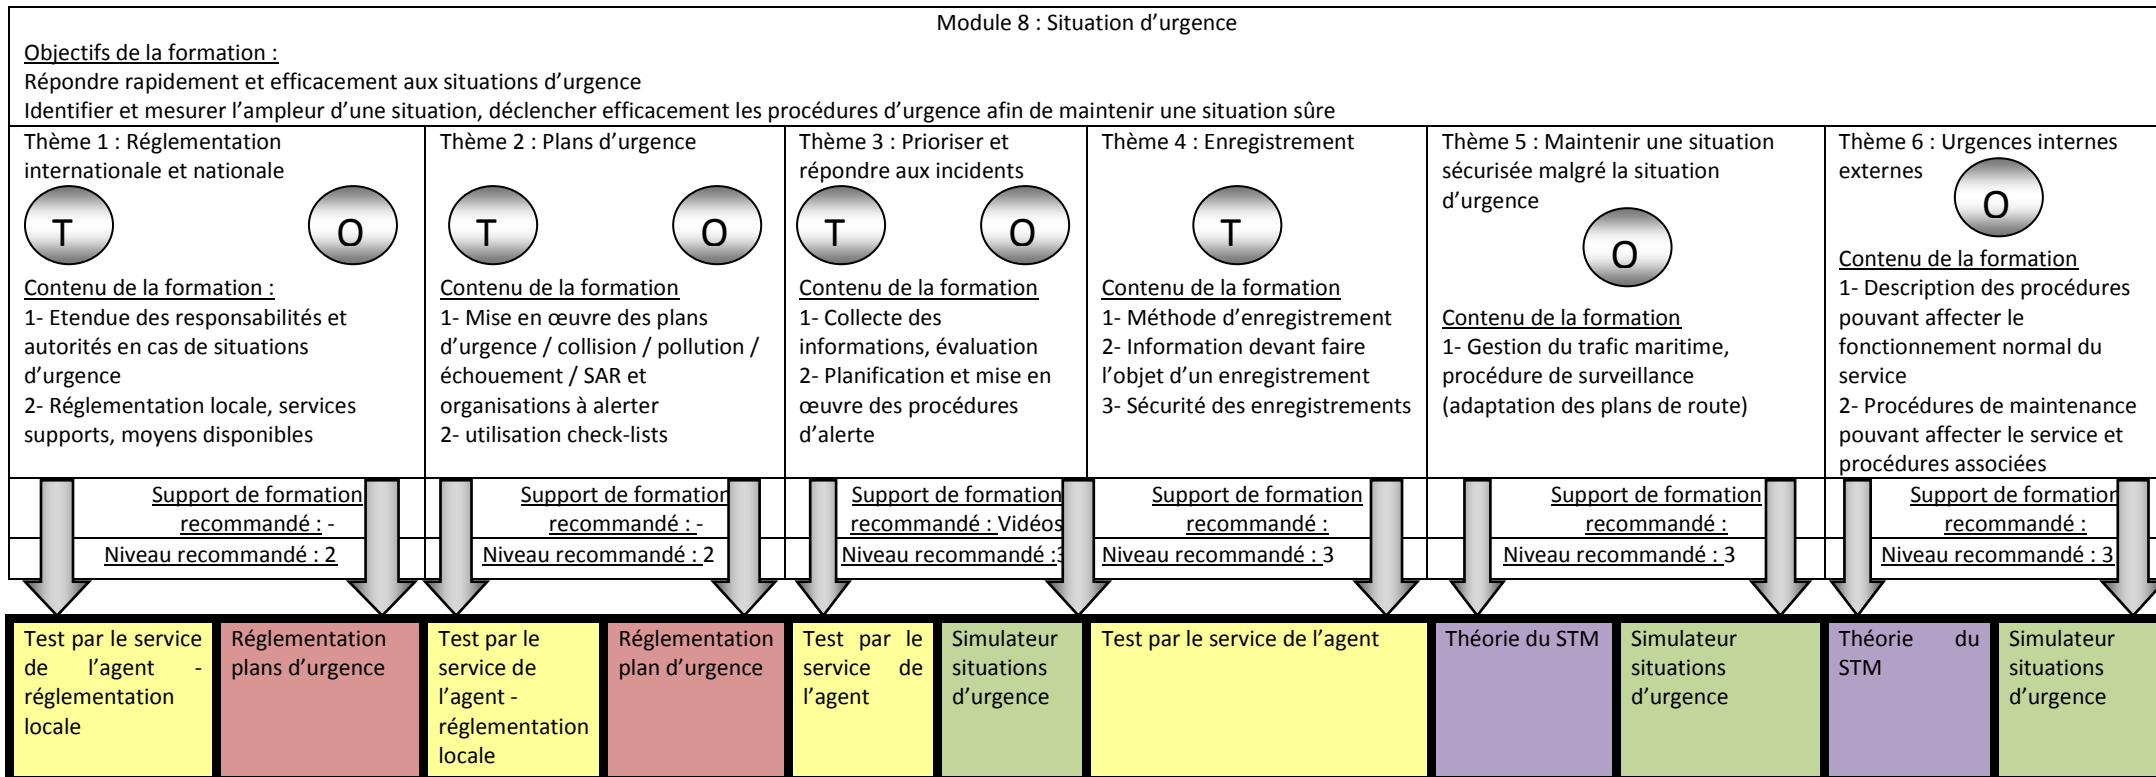 Module 8 : Situation d’urgence
Objectifs de la formation :
Répondre rapidement et efficacement aux situations d’urgence
Identifier et mesurer l’ampleur d’une situation, déclencher efficacement les procédures d’urgence afin de maintenir une situation sûre
Thème 1 : Réglementation
internationale et nationale
T
O
Contenu de la formation :
1- Etendue des responsabilités et
autorités en cas de situations
d’urgence
2- Réglementation locale, services
supports, moyens disponibles
Thème 2 : Plans d’urgence
T
O
Contenu de la formation
1- Mise en œuvre des plans
d’urgence / collision / pollution /
échouement / SAR et
organisations à alerter
2- utilisation check-lists
Thème 3 : Prioriser et
répondre aux incidents
T
O
Contenu de la formation
1- Collecte des
informations, évaluation
2- Planification et mise en
œuvre des procédures
d’alerte
Thème 4 : Enregistrement
T
Contenu de la formation
1- Méthode d’enregistrement
2- Information devant faire
l’objet d’un enregistrement
3- Sécurité des enregistrements
Thème 5 : Maintenir une situation
sécurisée malgré la situation
d’urgence
O
Contenu de la formation
1- Gestion du trafic maritime,
procédure de surveillance
(adaptation des plans de route)
Thème 6 : Urgences internes
externes
O
Contenu de la formation
1- Description des procédures
pouvant affecter le
fonctionnement normal du
service
2- Procédures de maintenance
pouvant affecter le service et
procédures associées
Support de formation
recommandé : -
Support de formation
recommandé : -
Support de formation
recommandé : Vidéos
Support de formation
recommandé :
Support de formation
recommandé :
Support de formation
recommandé :
Niveau recommandé : 2
Niveau recommandé : 2
Niveau recommandé :3
Niveau recommandé : 3
Niveau recommandé : 3
Niveau recommandé : 3
Test par le service
de l’agent -
réglementation
locale
Réglementation
plans d’urgence
Test par le
service de
l’agent -
réglementation
locale
Réglementation
plan d’urgence
Test par le
service de
l’agent
Simulateur
situations
d’urgence
Test par le service de l’agent
Théorie du STM
Simulateur
situations
d’urgence
Théorie du
STM
Simulateur
situations
d’urgence